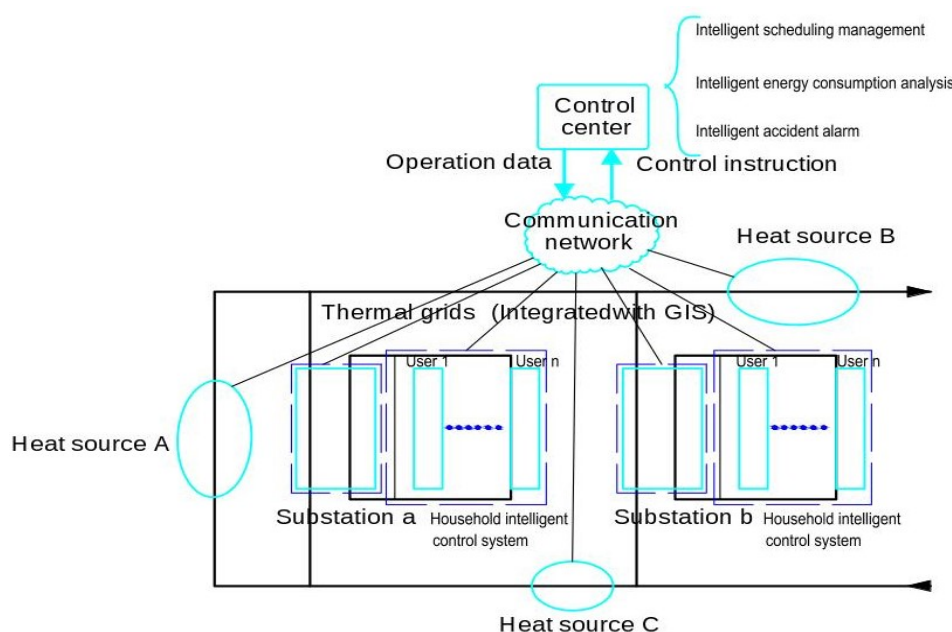 Intelligent scheduling management
Intelligent energy consumption analysis
Intelligent accident alarm
Control
center
Operation data
Control instruction
Communication
network
Heat source B
Thermal grids (Integratedwith GIS)
User 1
User n
User 1
User n
Heat source A
Substation a
Household intelligent
control system
Substation b
Household intelligent
control system
Heat source C